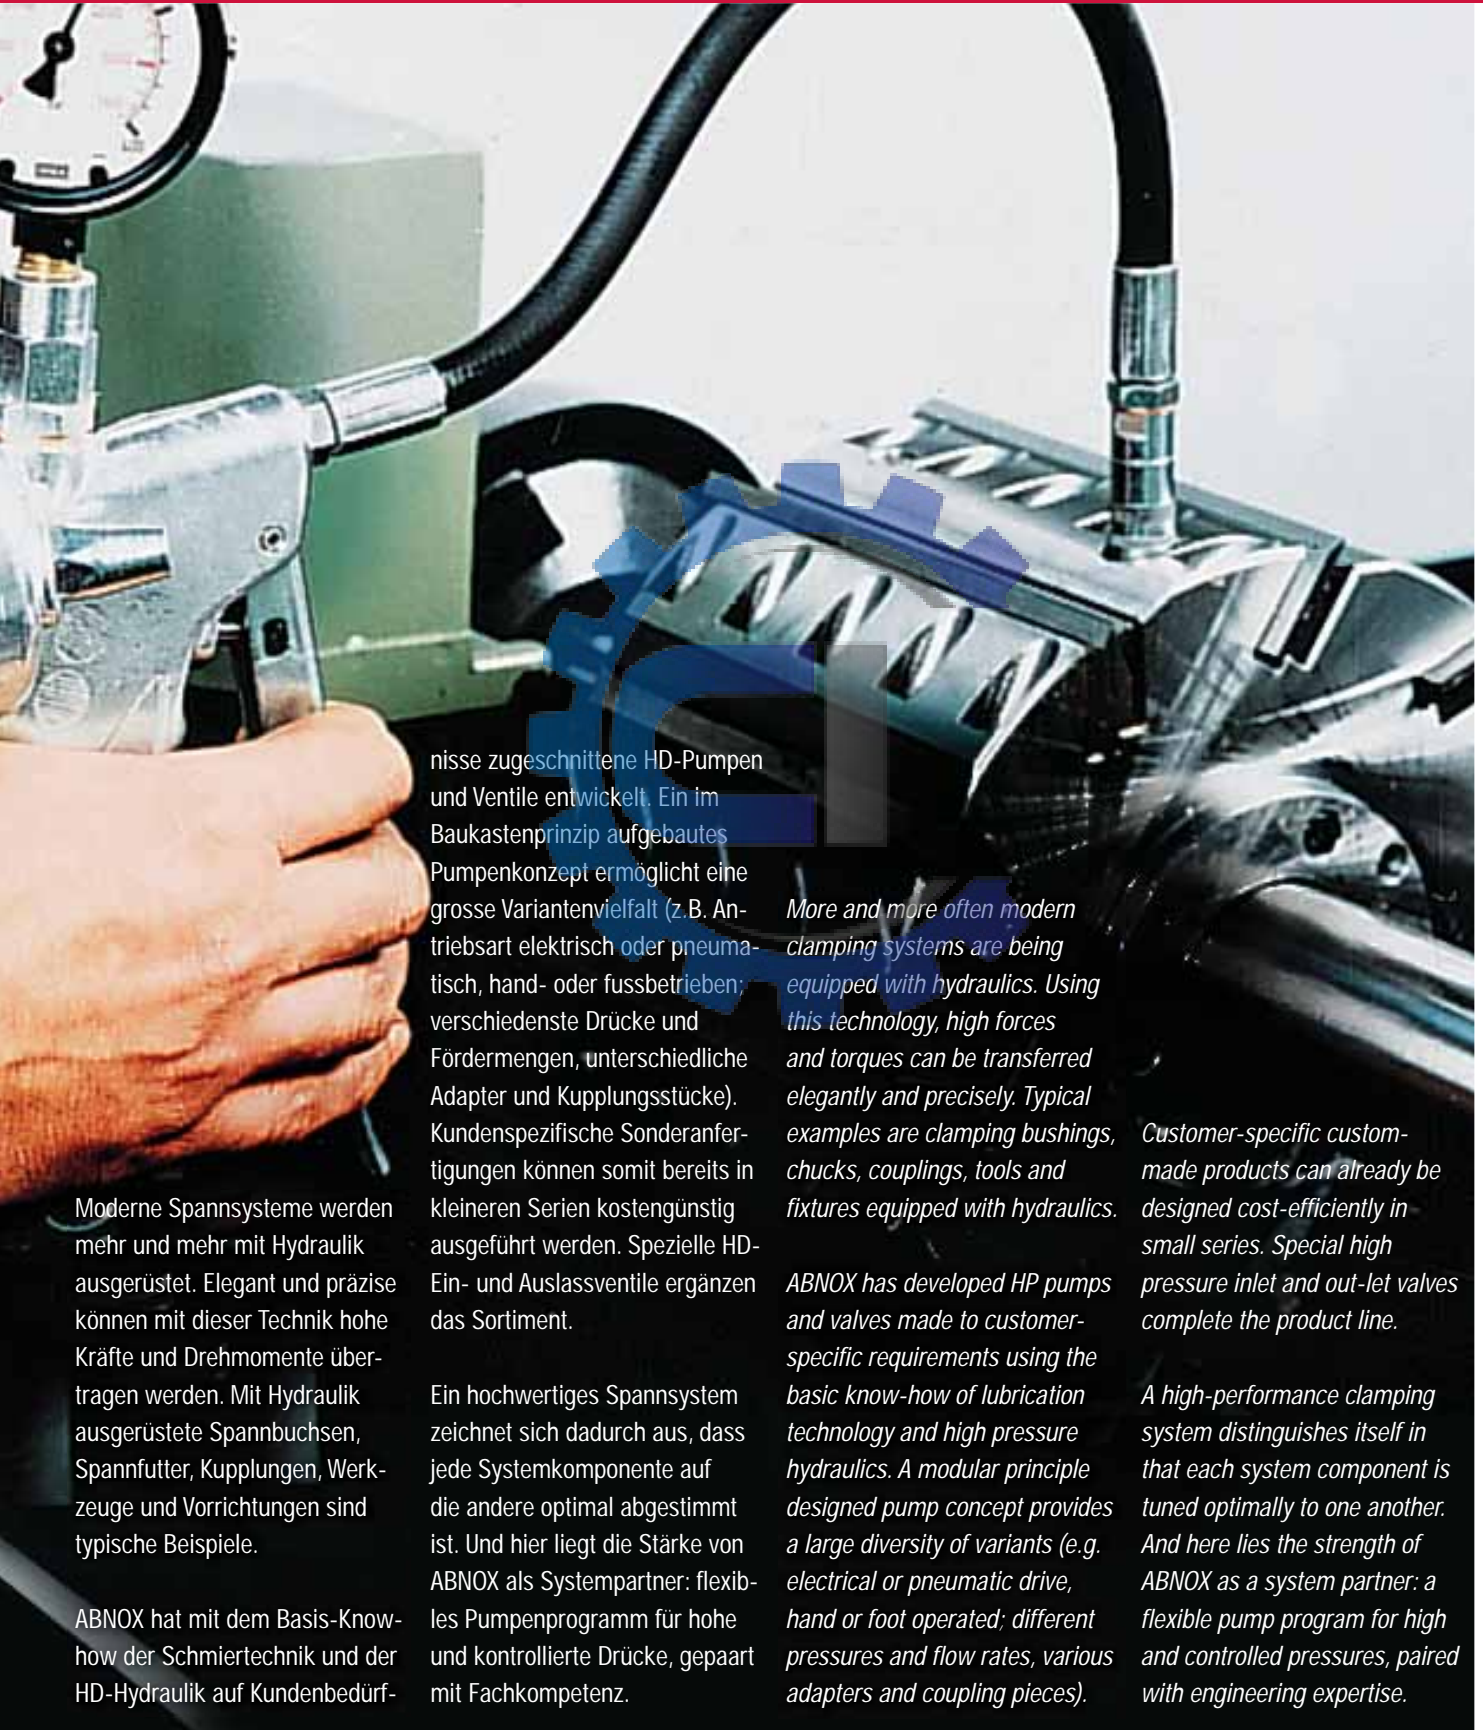 Moderne Spannsysteme werden
mehr und mehr mit Hydraulik
ausgerüstet. Elegant und präzise
können mit dieser Technik hohe
Kräfte und Drehmomente über-
tragen werden. Mit Hydraulik
ausgerüstete Spannbuchsen,
Spannfutter, Kupplungen, Werk-
zeuge und Vorrichtungen sind
typische Beispiele.

ABNOX hat mit dem Basis-Know-
how der Schmiertechnik und der
HD-Hydraulik auf Kundenbedürf-
nisse zugeschnittene HD-Pumpen
und Ventile entwickelt. Ein im
Baukastenprinzip aufgebautes
Pumpenkonzept ermöglicht eine
grosse Variantenvielfalt (z.B. An-
triebsart elektrisch oder pneuma-
tisch, hand- oder fussbetrieben;
verschiedenste Drücke und
Fördermengen, unterschiedliche
Adapter und Kupplungsstücke).
Kundenspezifische Sonderanfer-
tigungen können somit bereits in
kleineren Serien kostengünstig
ausgeführt werden. Spezielle HD-
Ein- und Auslassventile ergänzen
das Sortiment.

Ein hochwertiges Spannsystem
zeichnet sich dadurch aus, dass
jede Systemkomponente auf
die andere optimal abgestimmt
ist. Und hier liegt die Stärke von
ABNOX als Systempartner: flexib-
les Pumpenprogramm für hohe
und kontrollierte Drücke, gepaart
mit Fachkompetenz.

More and more often modern
clamping systems are being
equipped with hydraulics. Using
this technology, high forces
and torques can be transferred
elegantly and precisely. Typical
examples are clamping bushings,
chucks, couplings, tools and
fixtures equipped with hydraulics.

ABNOX has developed HP pumps
and valves made to customer-
specific requirements using the
basic know-how of lubrication
technology and high pressure
hydraulics. A modular principle
designed pump concept provides
a large diversity of variants (e.g.
electrical or pneumatic drive,
hand or foot operated; different
pressures and flow rates, various
adapters and coupling pieces).

Customer-specific custom-
made products can already be
designed cost-efficiently in
small series. Special high
pressure inlet and out-let valves
complete the product line.

A high-performance clamping
system distinguishes itself in
that each system component is
tuned optimally to one another.
And here lies the strength of
ABNOX as a system partner: a
flexible pump program for high
and controlled pressures, paired
with engineering expertise.